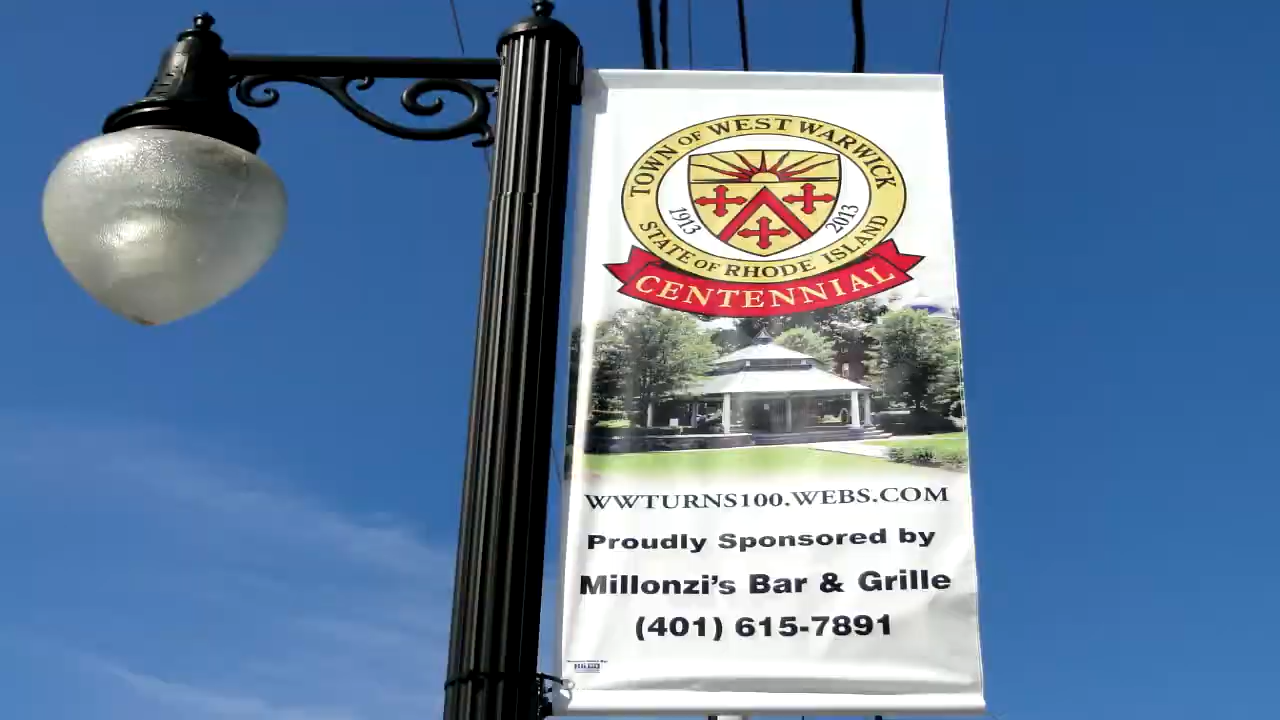 TOWN OF WEST WARWICK
1913
2013
STATE OF RHODE ISLAND
CENTENNIAL
WWTURNS100.WEBS.COM
Proudly Sponsored by
Millonzi's Bar & Grille
(401) 615-7891